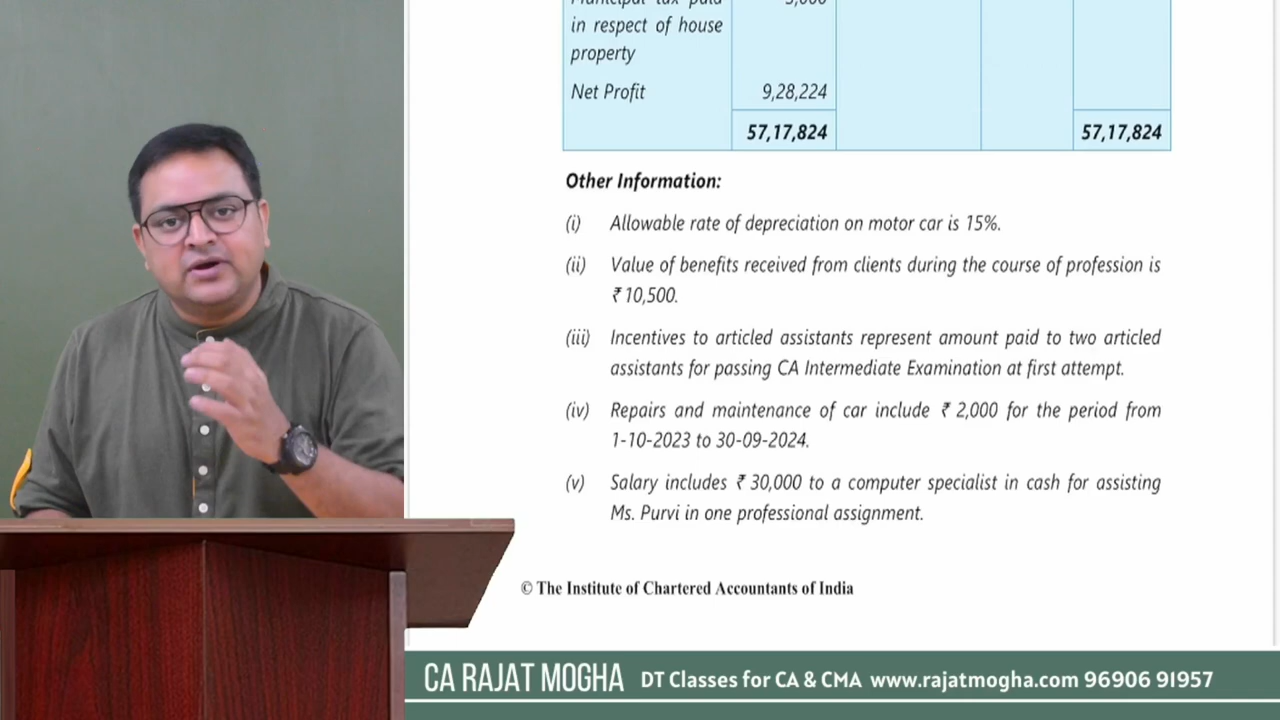 in respect of house
property
Net Profit 9,28,224
57,17,824 57,17,824
Other Information:
(i) Allowable rate of depreciation on motor car is 15%.
(ii) Value of benefits received from clients during the course of profession is
₹ 10,500.
(iii) Incentives to articled assistants represent amount paid to two articled
assistants for passing CA Intermediate Examination at first attempt.
(iv) Repairs and maintenance of car include ₹ 2,000 for the period from
1-10-2023 to 30-09-2024.
(v) Salary includes ₹ 30,000 to a computer specialist in cash for assisting
Ms. Purvi in one professional assignment.
© The Institute of Chartered Accountants of India
CA RAJAT MOGHA DT Classes for CA & CMA www.rajatmogha.com 96906 91957